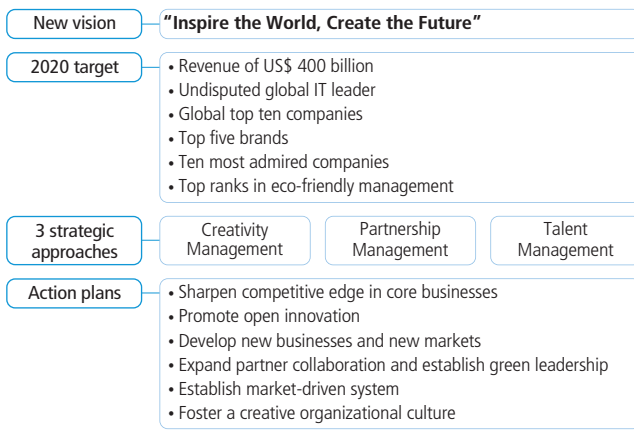 New vision
“Inspire the World, Create the Future”
2020 target
• Revenue of US$ 400 billion
• Undisputed global IT leader
• Global top ten companies
• Top five brands
• Ten most admired companies
• Top ranks in eco-friendly management
3 strategic
approaches
Creativity
Management
Partnership
Management
Talent
Management
Action plans
• Sharpen competitive edge in core businesses
• Promote open innovation
• Develop new businesses and new markets
• Expand partner collaboration and establish green leadership
• Establish market-driven system
• Foster a creative organizational culture